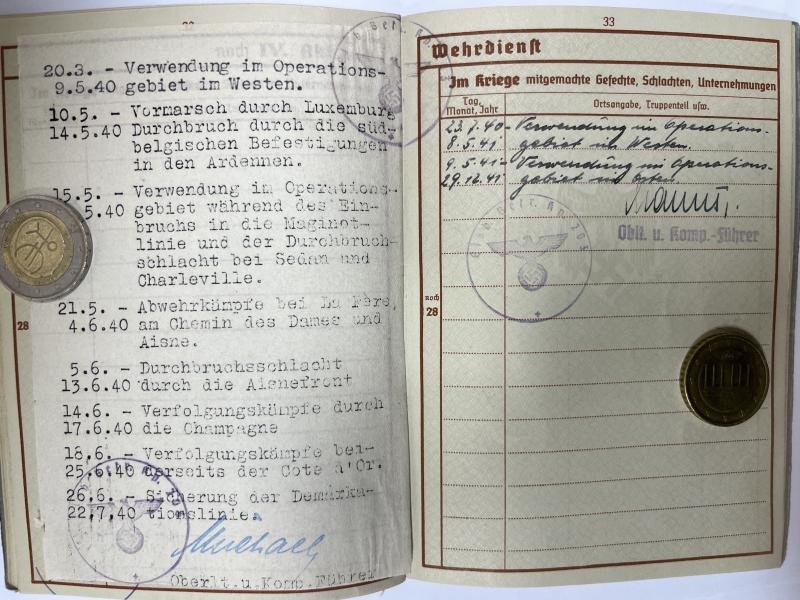 20.3. - Verwendung im Operations-
9.5.40 gebiet im Westen.
10.5. - Vormarsch durch Luxemburg
14.5.40 Durchbruch durch die süd-
belgischen Befestigungen
in den Ardennen.
15.5. - Verwendung im Operations-
5.40 gebiet während des Ein-
bruchs in die Maginot-
linie und der Durchbruch-
schlacht bei Sedan und
Charleville.
21.5. - Abwehrkämpfe bei La Fère,
4.6.40 am Chemin des Dames und
Aisne.
28
5.6. - Durchbruchsschlacht
13.6.40 durch die Aisnefront
14.6. - Verfolgungskämpfe durch
17.6.40 die Champagne
18.6. - Verfolgungskämpfe bei-
25.6.40 derseits der Cote d'Or.
26.6. - Sicherung der Demarka-
22.7.40 tionslinie.
Oberlt.u.Komp.Führer
33
Wehrdienst
Im Kriege mitgemachte Gefechte, Schlachten, Unternehmungen
Tag, Monat, Jahr
Ortsangabe, Truppenteil usw.
23.7.40 - Verwendung im Operations-
8.5.41 gebiet im Westen.
9.5.41 - Verwendung im Operations-
29.12.41 gebiet im Osten.
Oblt. u. Komp.-Führer
noch
28